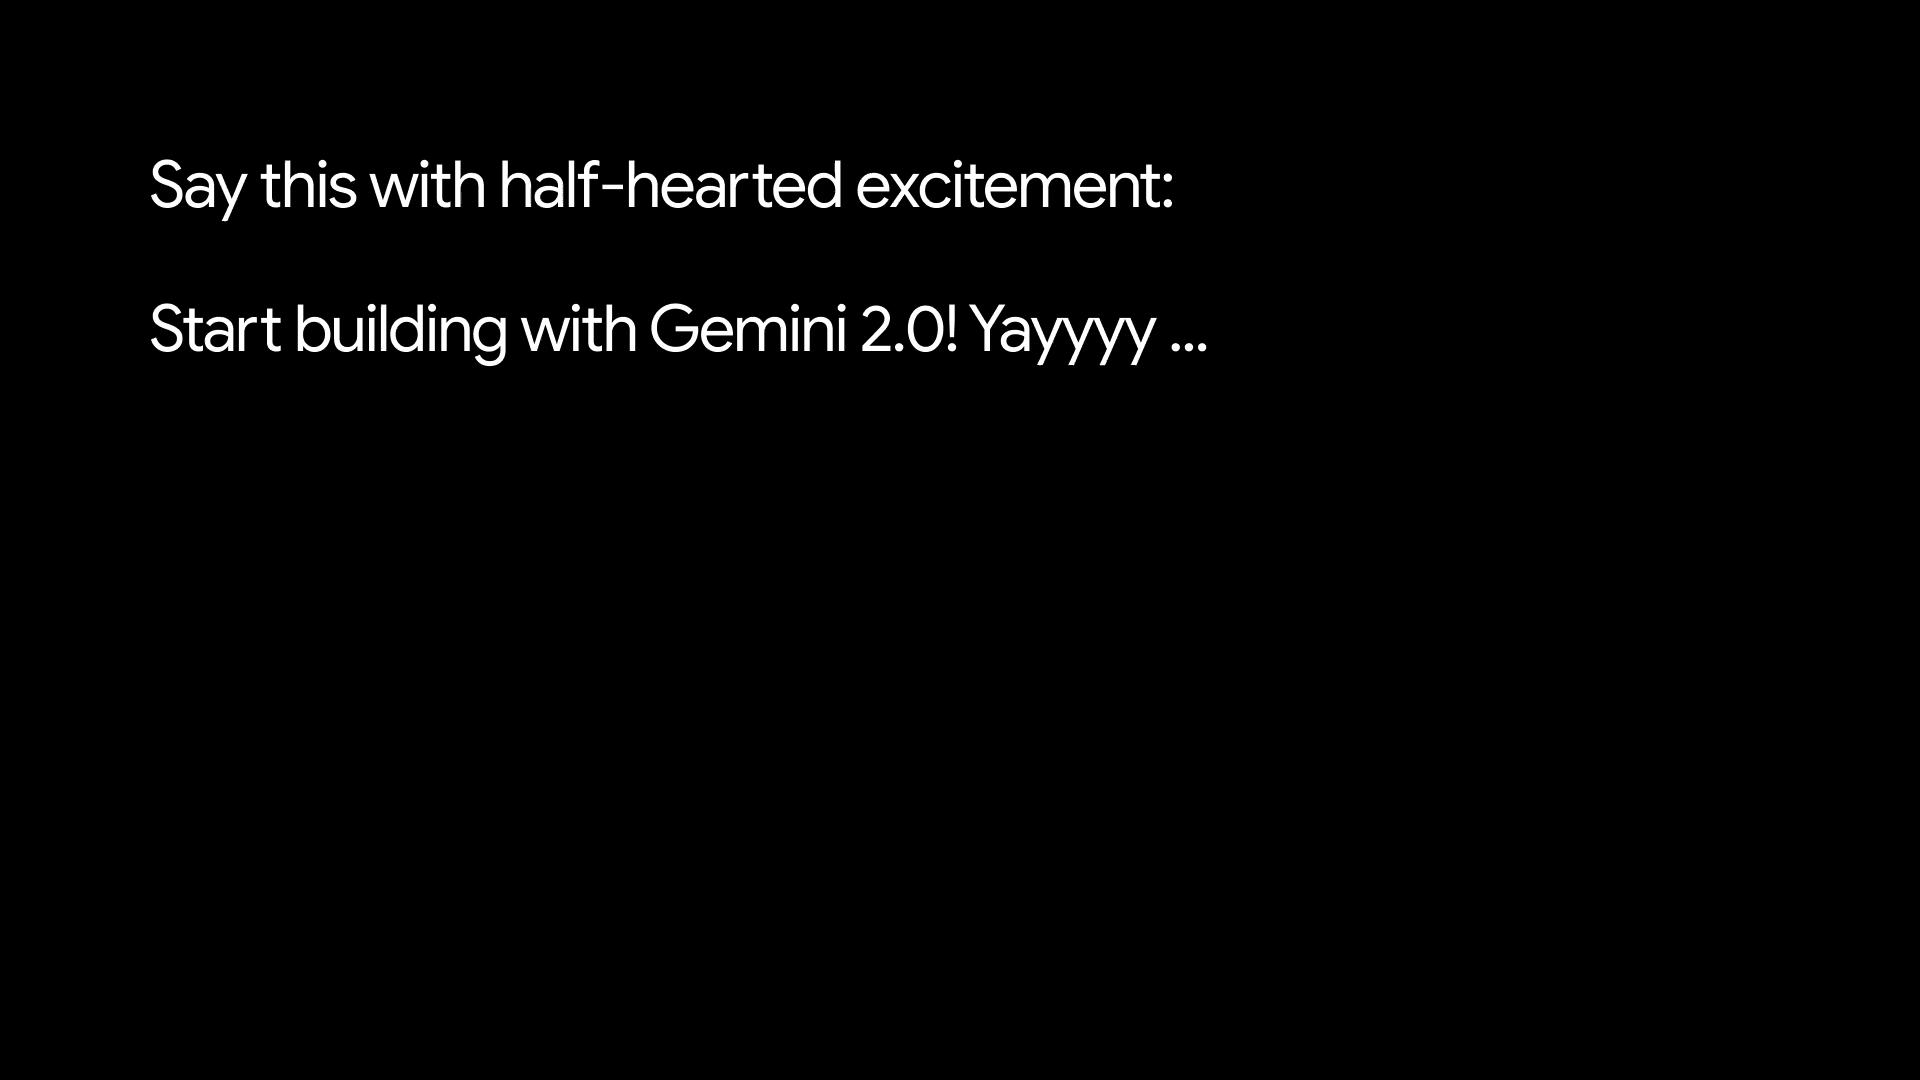 Say this with half-hearted excitement:
Start building with Gemini 2.0! Yayyyy ...